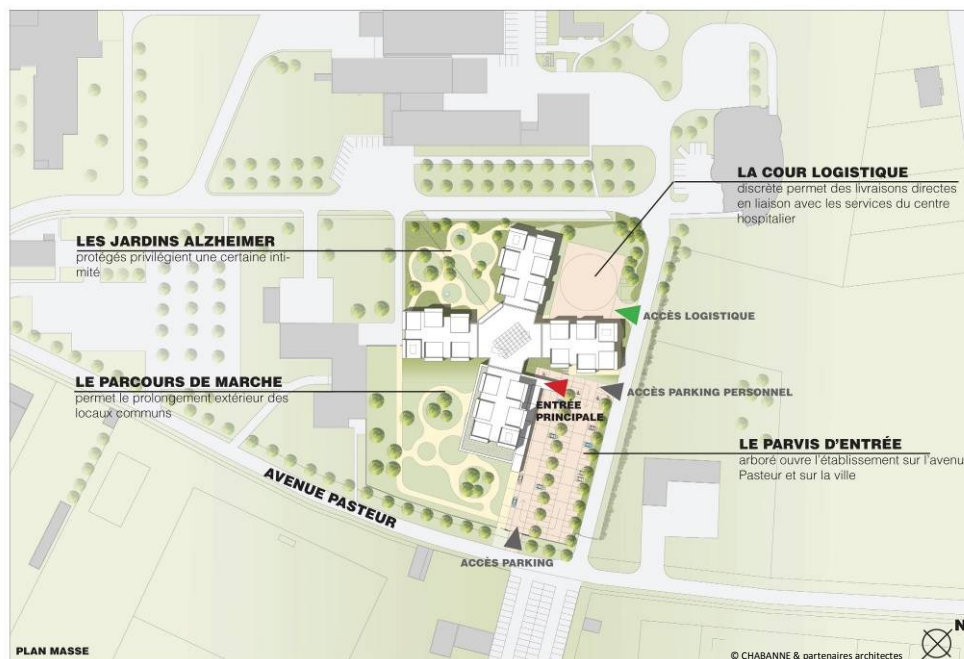 LA COUR LOGISTIQUE
discrète permet des livraisons directes
en liaison avec les services du centre
hospitalier
LES JARDINS ALZHEIMER
protégés privilégient une certaine inti-
mité
ACCÈS LOGISTIQUE
LE PARCOURS DE MARCHE
permet le prolongement extérieur des
locaux communs
ACCÈS PARKING PERSONNEL
ENTRÉE
PRINCIPALE
LE PARVIS D'ENTRÉE
arboré ouvre l'établissement sur l'avenu
Pasteur et sur la ville
AVENUE PASTEUR
ACCÈS PARKING
N
PLAN MASSE
© CHABANNE & partenaires architectes